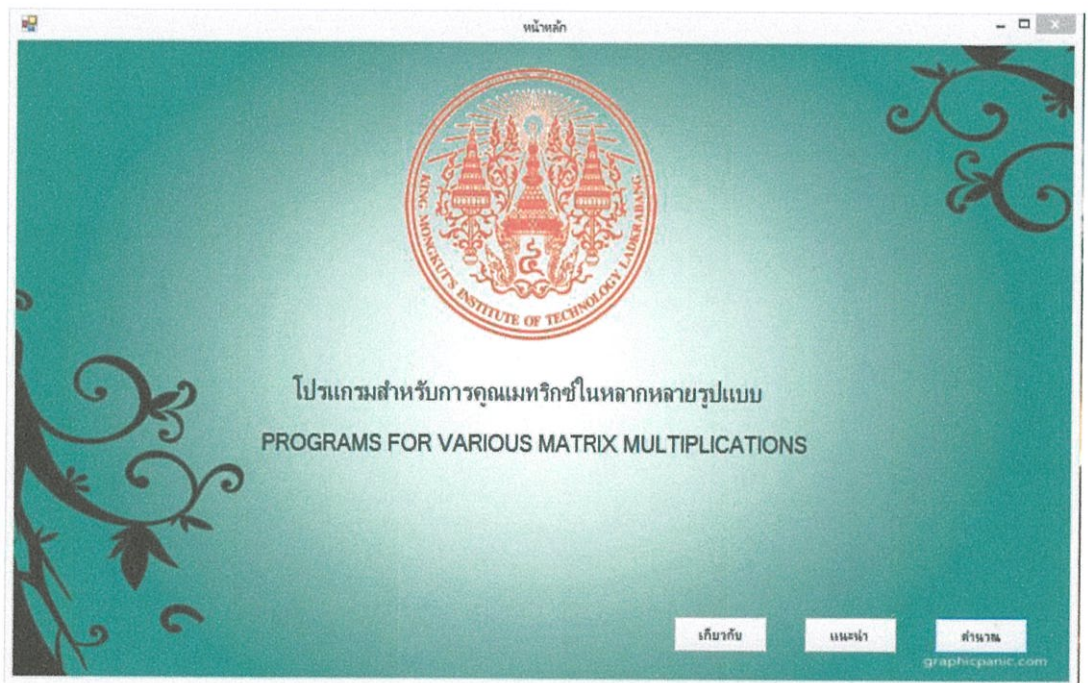 หน้าหลัก
KING MONGKUT'S INSTITUTE OF TECHNOLOGY LADKRABANG
โปรแกรมสำหรับการคูณเมทริกซ์ในหลากหลายรูปแบบ
PROGRAMS FOR VARIOUS MATRIX MULTIPLICATIONS
เกี่ยวกับ แนะนำ คำนวณ
graphicpanic.com